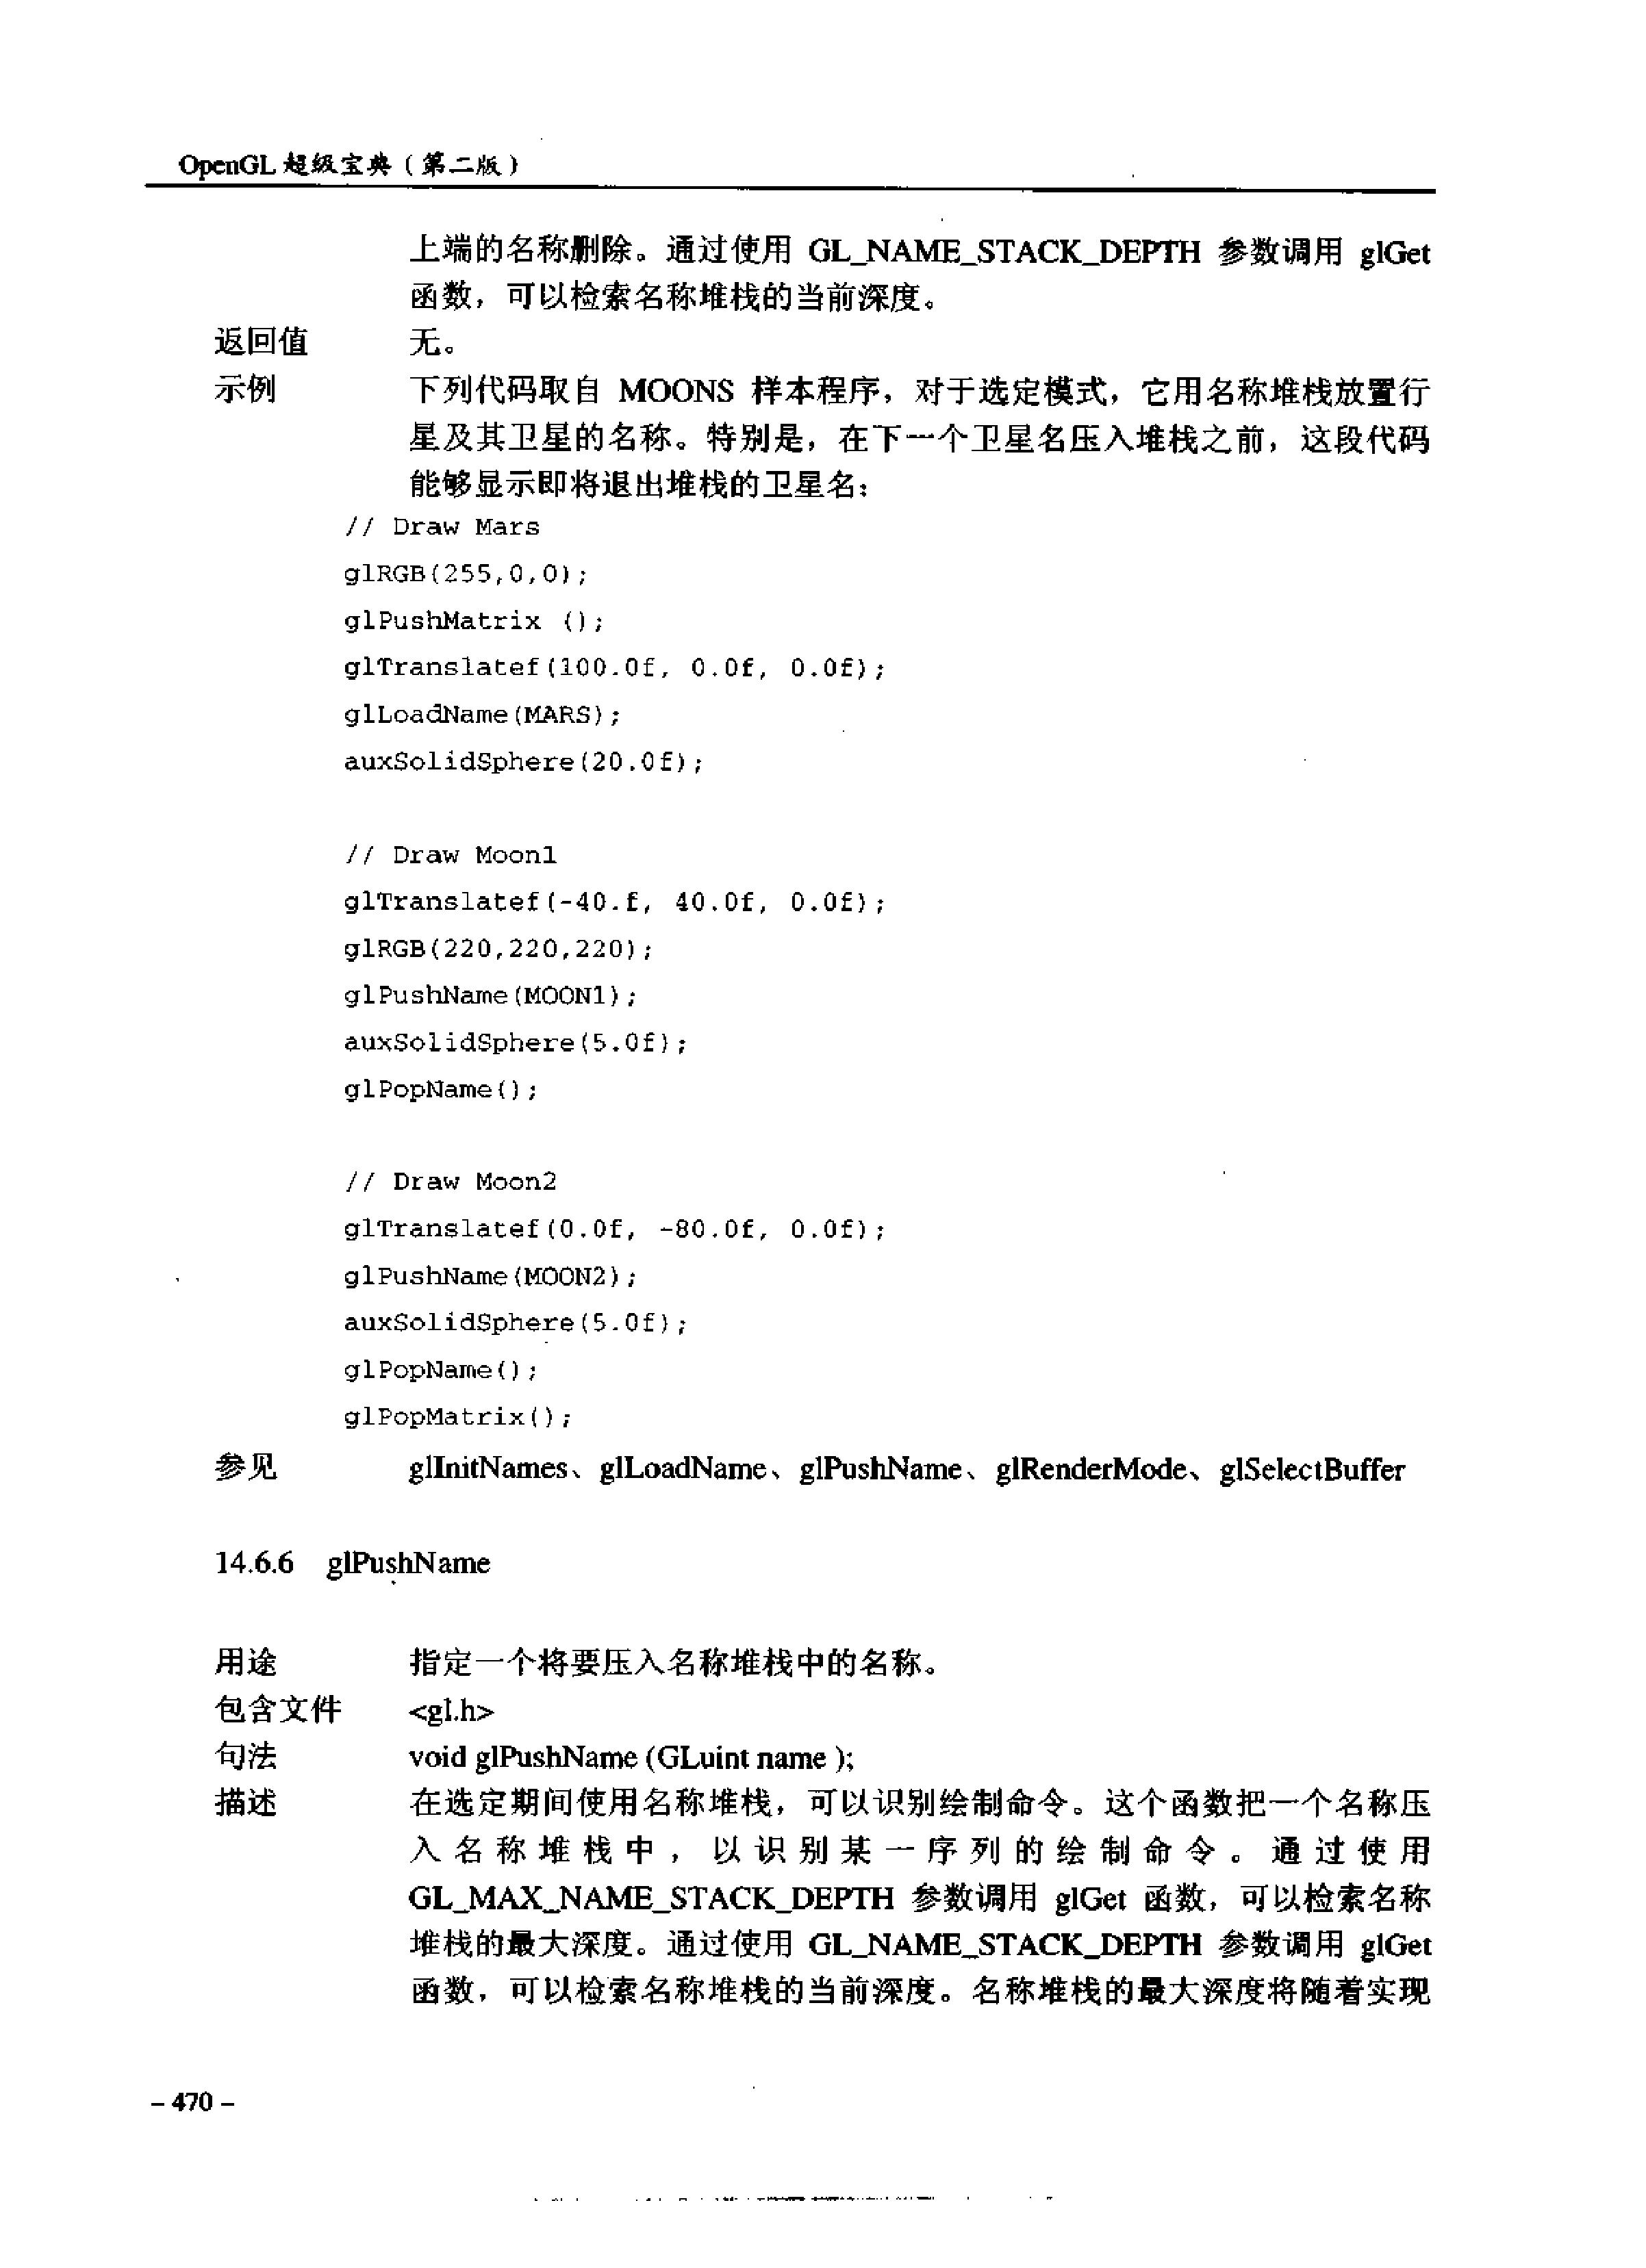 OpenGL 超级宝典（第二版）
上端的名称删除。通过使用 GL_NAME_STACK_DEPTH 参数调用 glGet
函数，可以检索名称堆栈的当前深度。
返回值 无。
示例 下列代码取自 MOONS 样本程序，对于选定模式，它用名称堆栈放置行
星及其卫星的名称。特别是，在下一个卫星名压入堆栈之前，这段代码
能够显示即将退出堆栈的卫星名：
// Draw Mars
glRGB(255,0,0);
glPushMatrix ();
glTranslatef(100.0f, 0.0f, 0.0f);
glLoadName(MARS);
auxSolidSphere(20.0f);
// Draw Moon1
glTranslatef(-40.f, 40.0f, 0.0f);
glRGB(220,220,220);
glPushName(MOON1);
auxSolidSphere(5.0f);
glPopName();
// Draw Moon2
glTranslatef(0.0f, -80.0f, 0.0f);
glPushName(MOON2);
auxSolidSphere(5.0f);
glPopName();
glPopMatrix();
参见 glInitNames、glLoadName、glPushName、glRenderMode、glSelectBuffer
14.6.6 glPushName
用途 指定一个将要压入名称堆栈中的名称。
包含文件 <gl.h>
句法 void glPushName (GLuint name );
描述 在选定期间使用名称堆栈，可以识别绘制命令。这个函数把一个名称压
入名称堆栈中，以识别某一序列的绘制命令。通过使用
GL_MAX_NAME_STACK_DEPTH 参数调用 glGet 函数，可以检索名称
堆栈的最大深度。通过使用 GL_NAME_STACK_DEPTH 参数调用 glGet
函数，可以检索名称堆栈的当前深度。名称堆栈的最大深度将随着实现
– 470 –